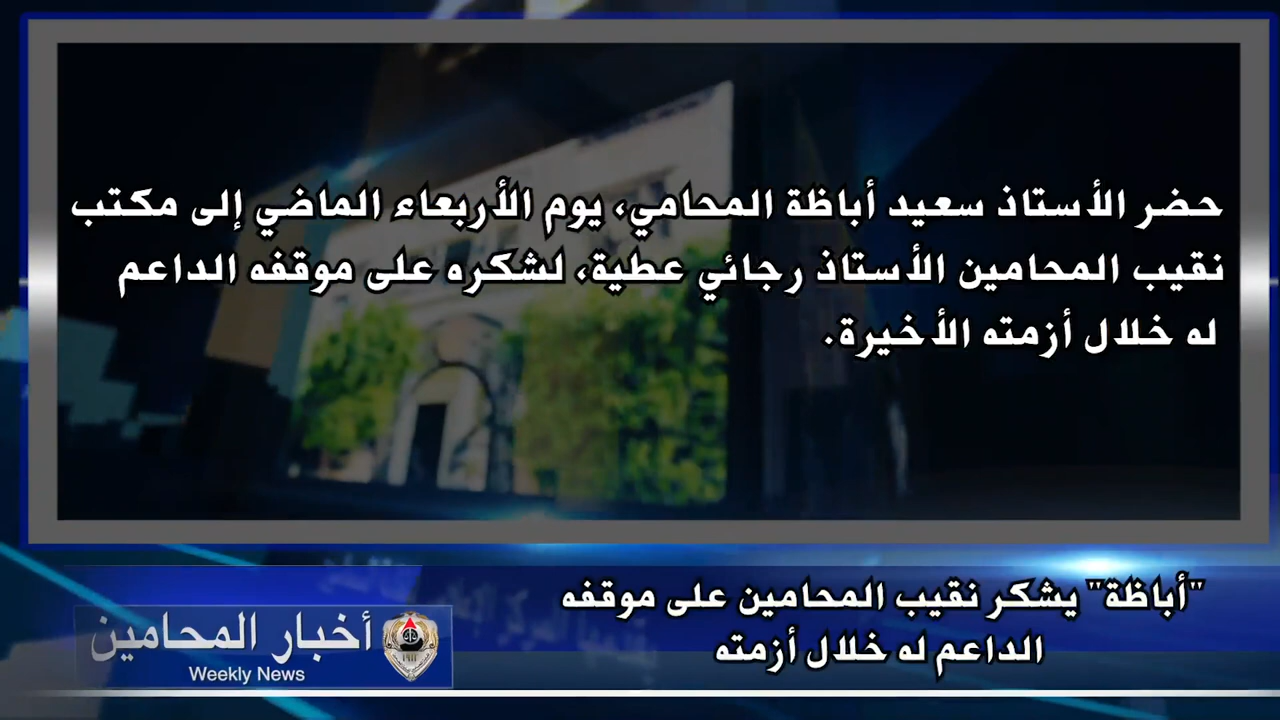 حضر الأستاذ سعيد أباظة المحامي، يوم الأربعاء الماضي إلى مكتب
نقيب المحامين الأستاذ رجائي عطية، لشكره على موقفه الداعم
له خلال أزمته الأخيرة.
"أباظة" يشكر نقيب المحامين على موقفه
الداعم له خلال أزمته
أخبار المحامين
Weekly News